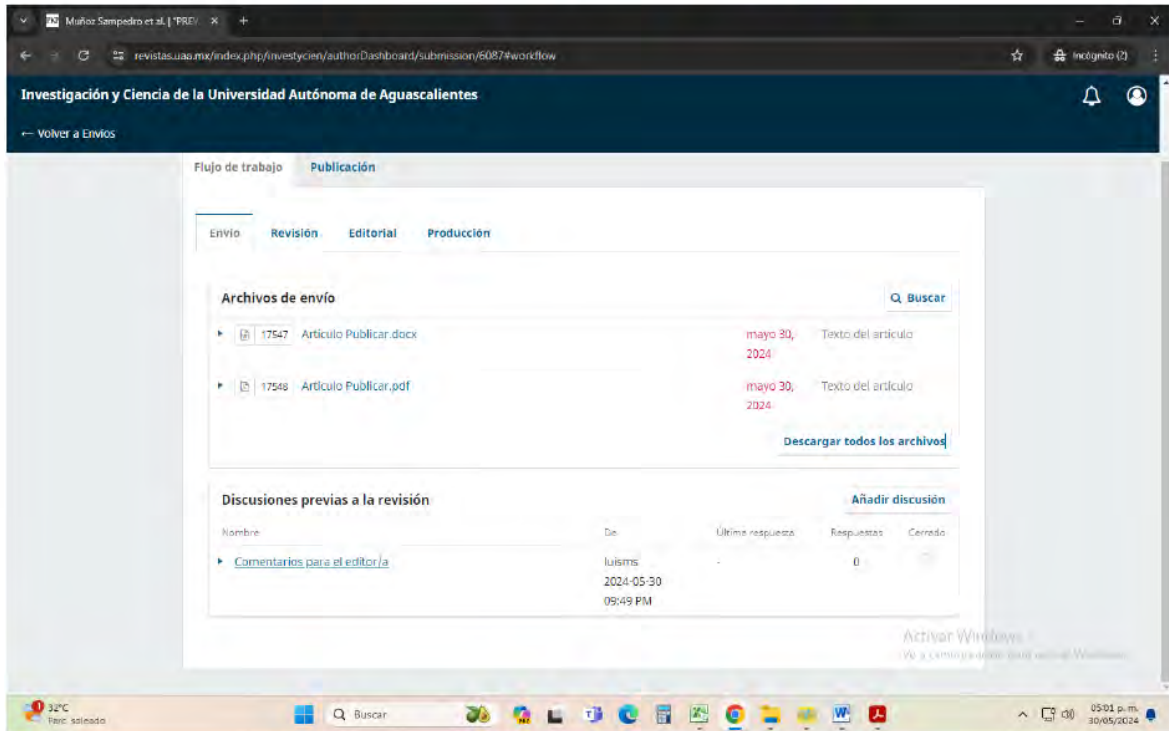 Muñoz Sampedro et al. | "PREV
revistas.uaa.mx/index.php/investycien/authorDashboard/submission/6087#workflow
Incógnito (2)
Investigación y Ciencia de la Universidad Autónoma de Aguascalientes
← Volver a Envíos
Flujo de trabajo Publicación
Envío Revisión Editorial Producción
Archivos de envío Buscar
17547 Articulo Publicar.docx mayo 30, 2024 Texto del artículo
17548 Articulo Publicar.pdf mayo 30, 2024 Texto del artículo
Descargar todos los archivos
Discusiones previas a la revisión Añadir discusión
Nombre De Última respuesta Respuestas Cerrado
Comentarios para el editor/a luisms - 0
2024-05-30
09:49 PM
Activar Windows
32°C
Parc. soleado
Buscar
05:01 p. m.
30/05/2024